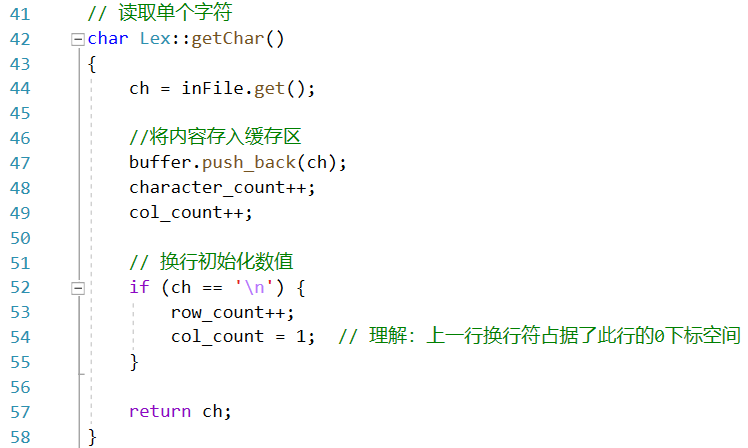 41 // 读取单个字符
42 char Lex::getChar()
43 {
44 ch = inFile.get();
45
46 //将内容存入缓存区
47 buffer.push_back(ch);
48 character_count++;
49 col_count++;
50
51 // 换行初始化数值
52 if (ch == '\n') {
53 row_count++;
54 col_count = 1; // 理解：上一行换行符占据了此行的0下标空间
55 }
56
57 return ch;
58 }